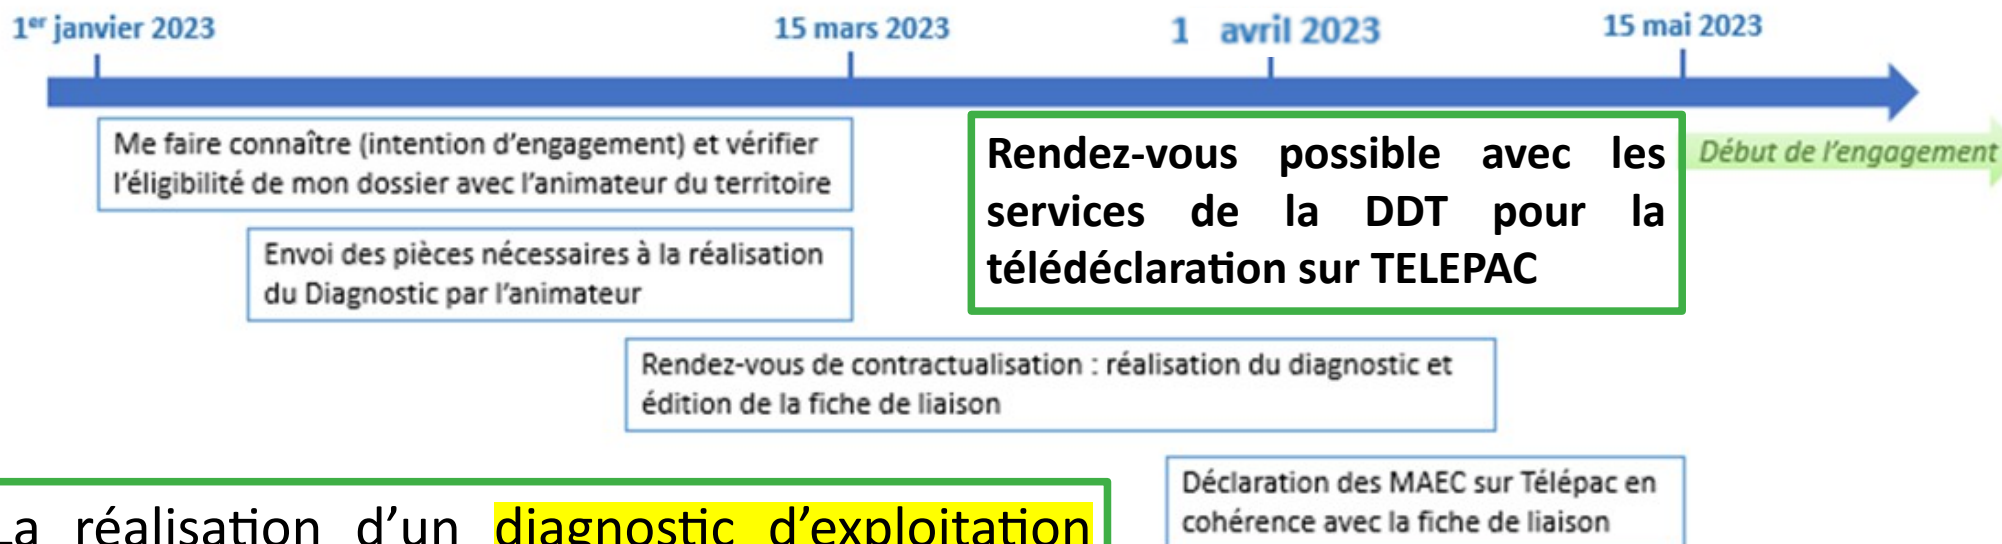 1er janvier 2023
15 mars 2023
1 avril 2023
15 mai 2023
Me faire connaître (intention d'engagement) et vérifier
l'éligibilité de mon dossier avec l'animateur du territoire
Rendez-vous possible avec les
services de la DDT pour la
télédéclaration sur TELEPAC
Début de l'engagement
Envoi des pièces nécessaires à la réalisation
du Diagnostic par l'animateur
Rendez-vous de contractualisation : réalisation du diagnostic et
édition de la fiche de liaison
Déclaration des MAEC sur Télépac en
cohérence avec la fiche de liaison
La réalisation d'un diagnostic d'exploitation